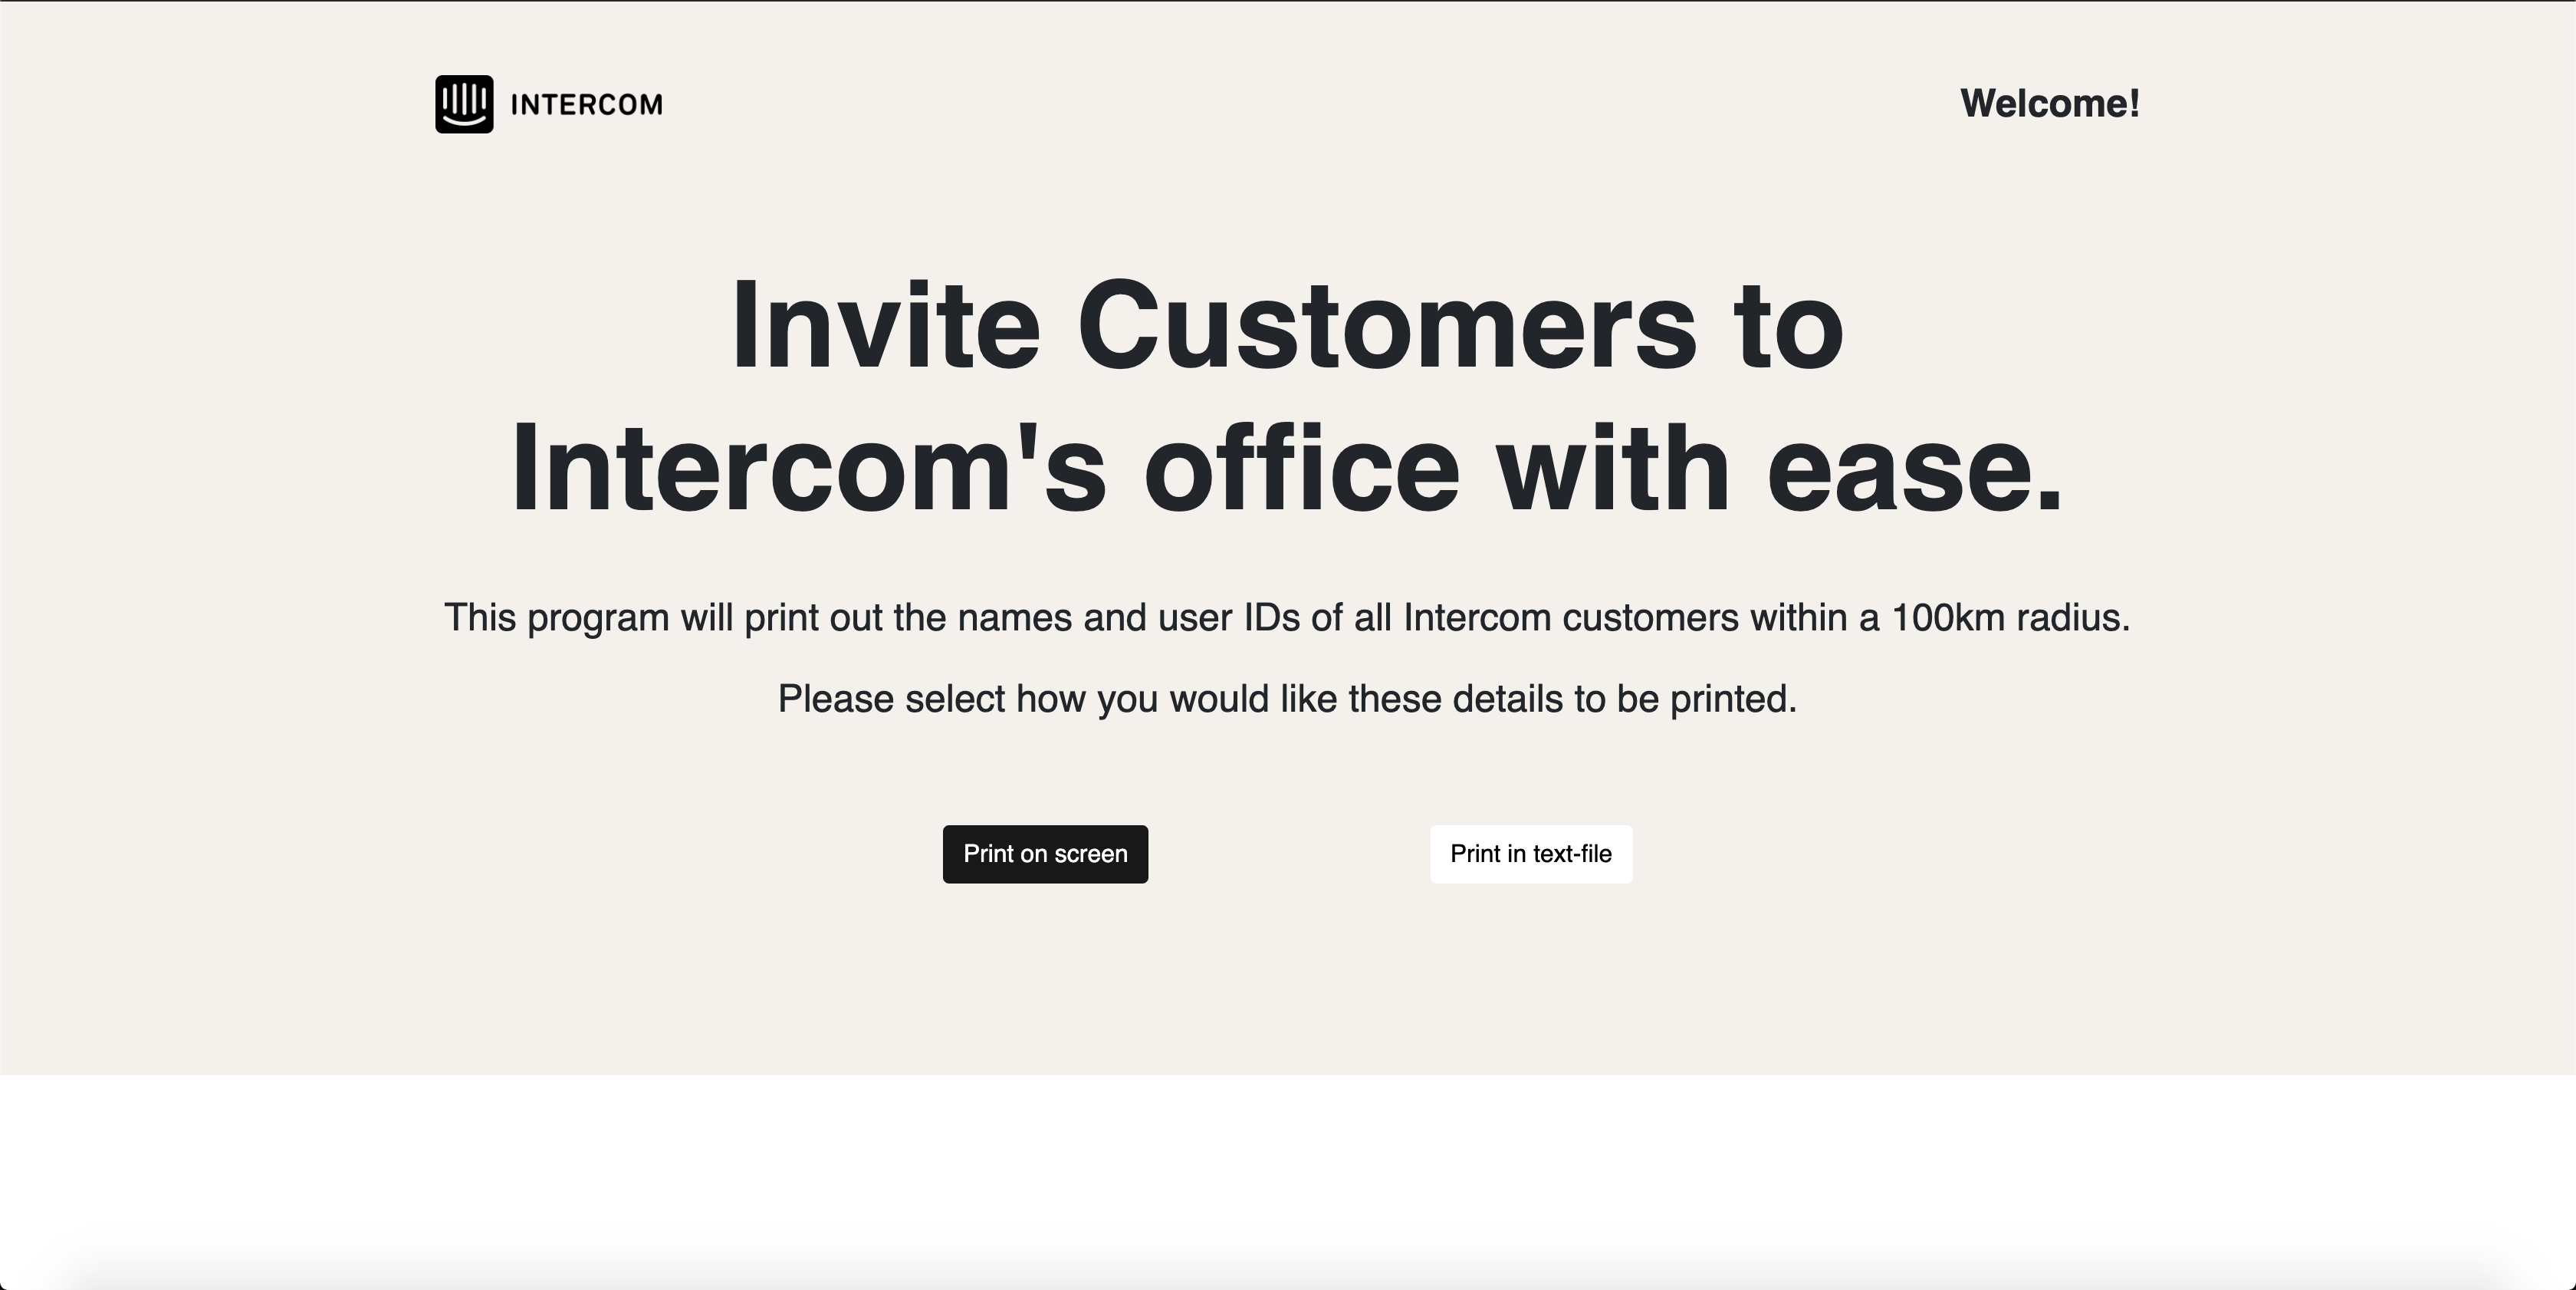 INTERCOM
Welcome!
Invite Customers to
Intercom's office with ease.
This program will print out the names and user IDs of all Intercom customers within a 100km radius.
Please select how you would like these details to be printed.
Print on screen
Print in text-file